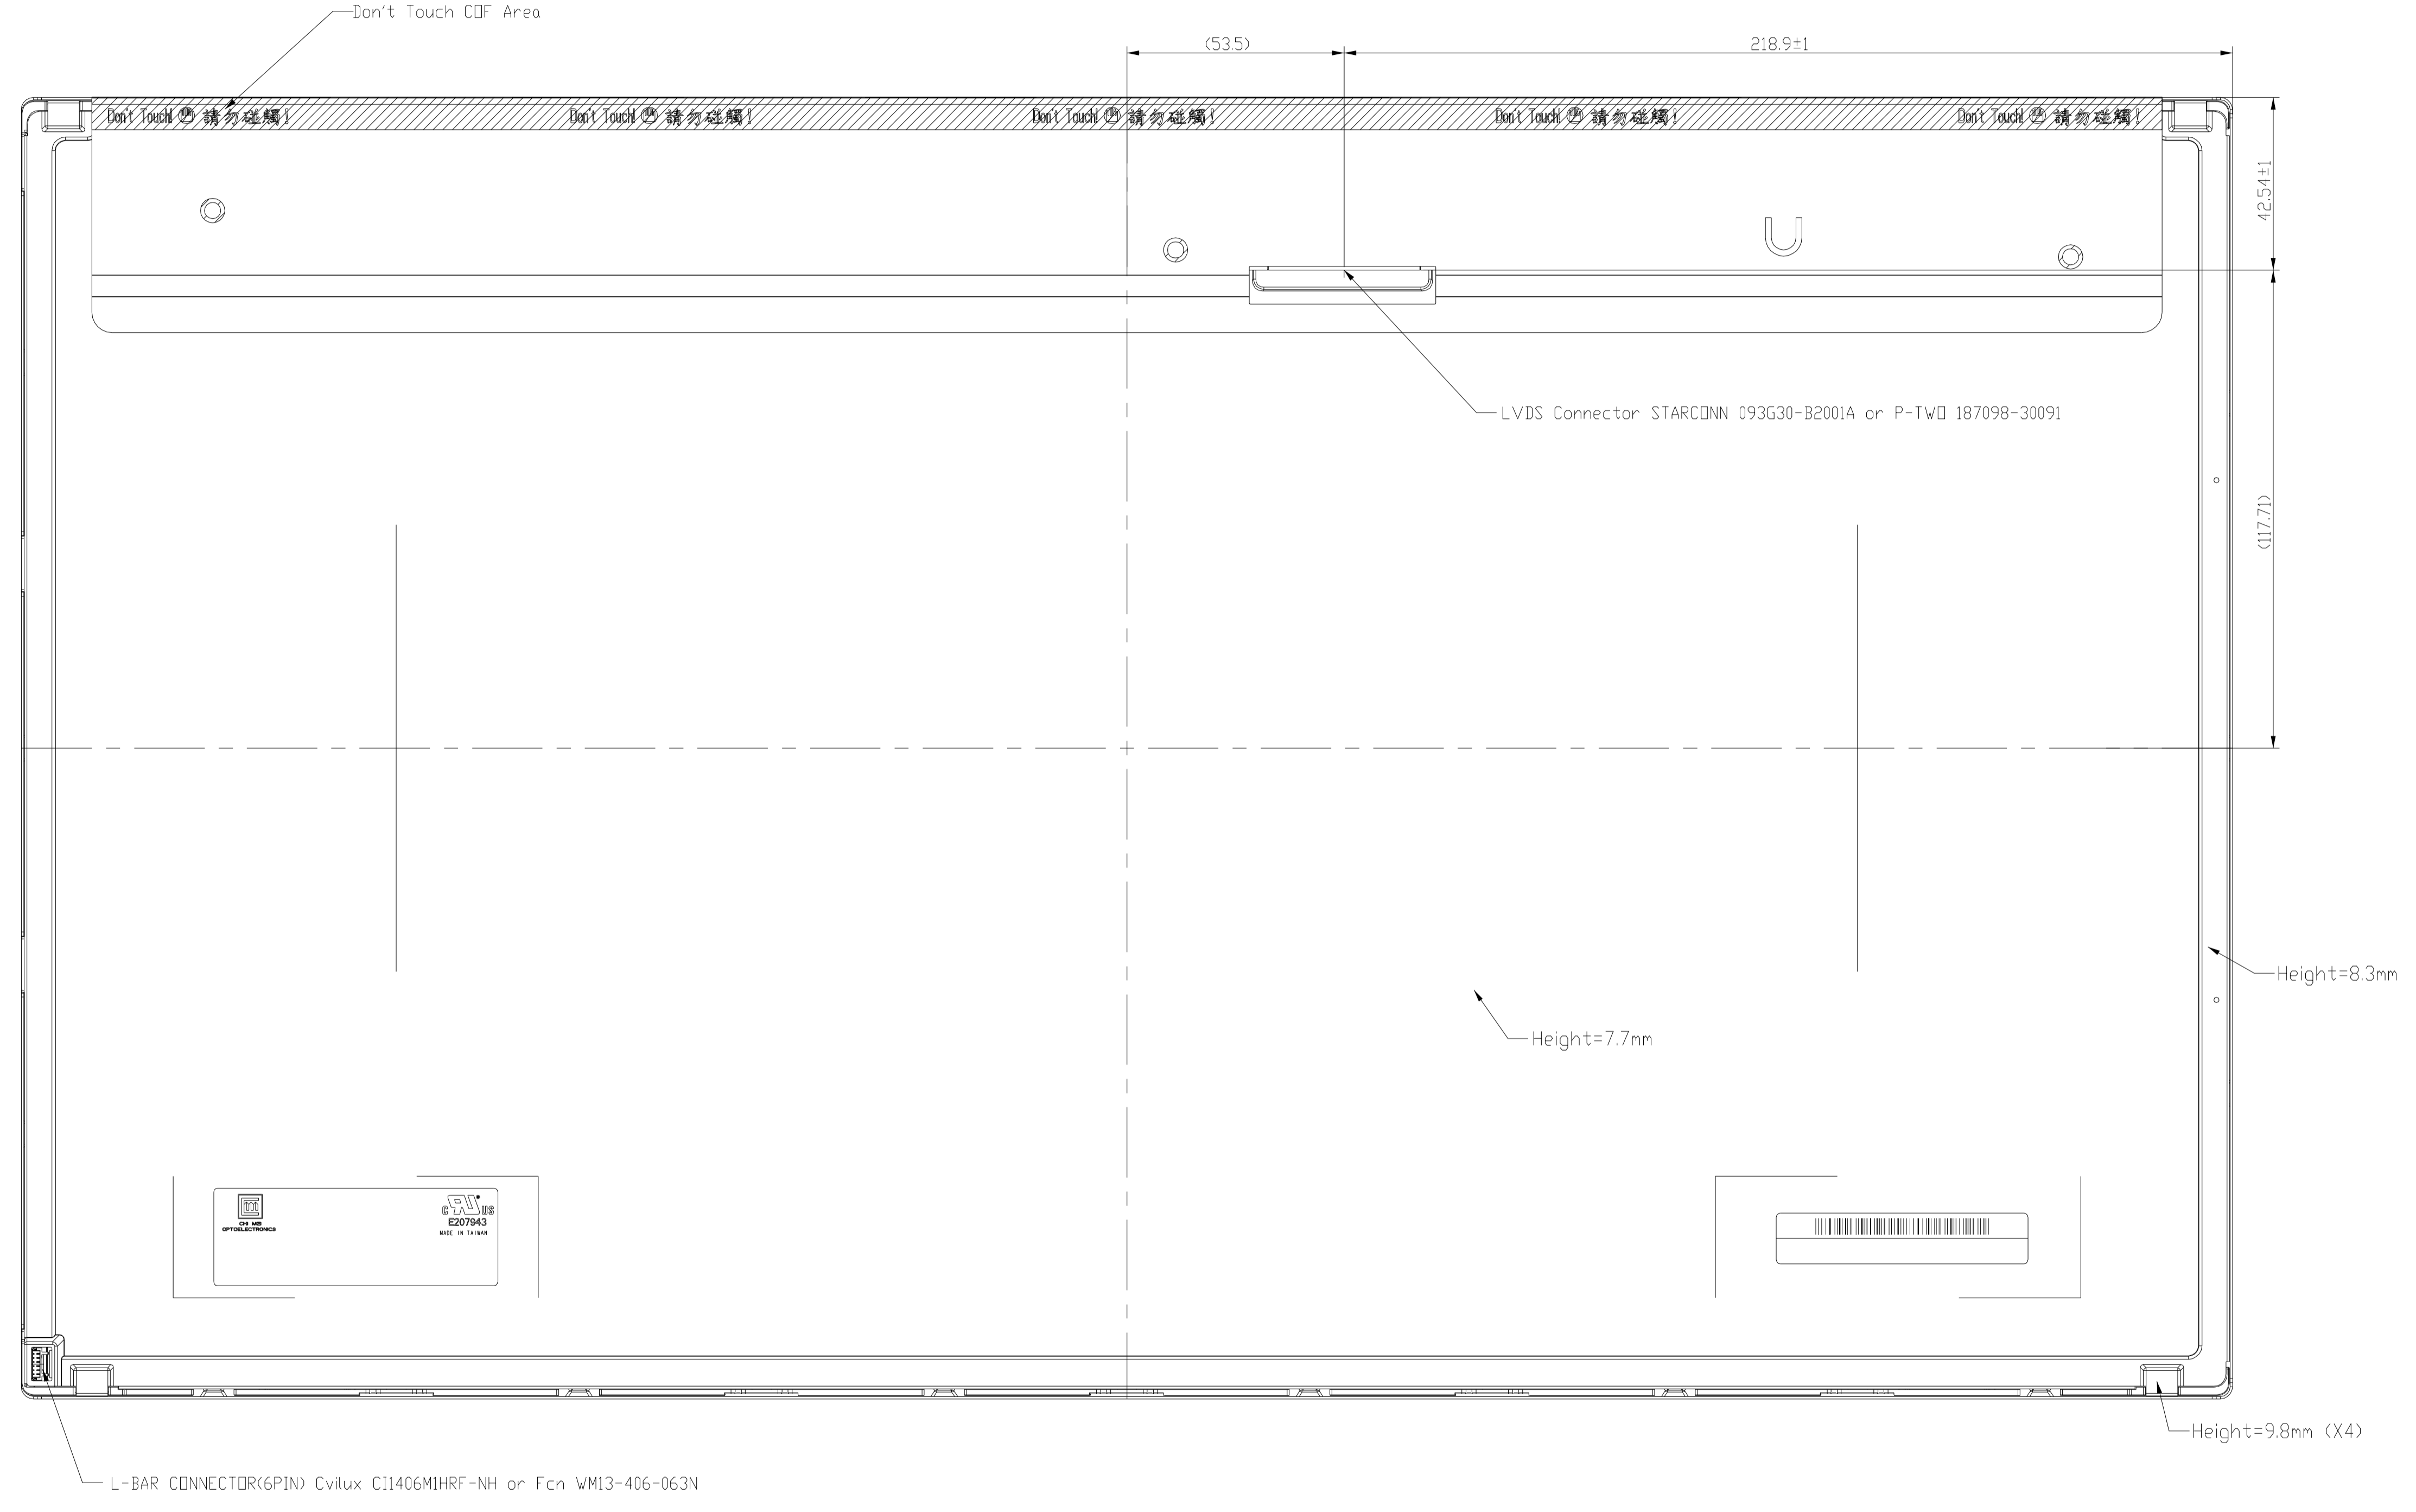 Don't Touch COF Area
(53.5)
218.9±1
Don't Touch! 請勿碰觸!
Don't Touch! 請勿碰觸!
Don't Touch! 請勿碰觸!
Don't Touch! 請勿碰觸!
Don't Touch! 請勿碰觸!
42.54±1
LVDS Connector STARCONN 093G30-B2001A or P-TWO 187098-30091
(117.71)
Height=8.3mm
Height=7.7mm
CHI MEI
OPTOELECTRONICS
C RU US
E207943
MADE IN TAIWAN
Height=9.8mm (X4)
L-BAR CONNECTOR(6PIN) Cvilux CI1406M1HRF-NH or Fcn WM13-406-063N